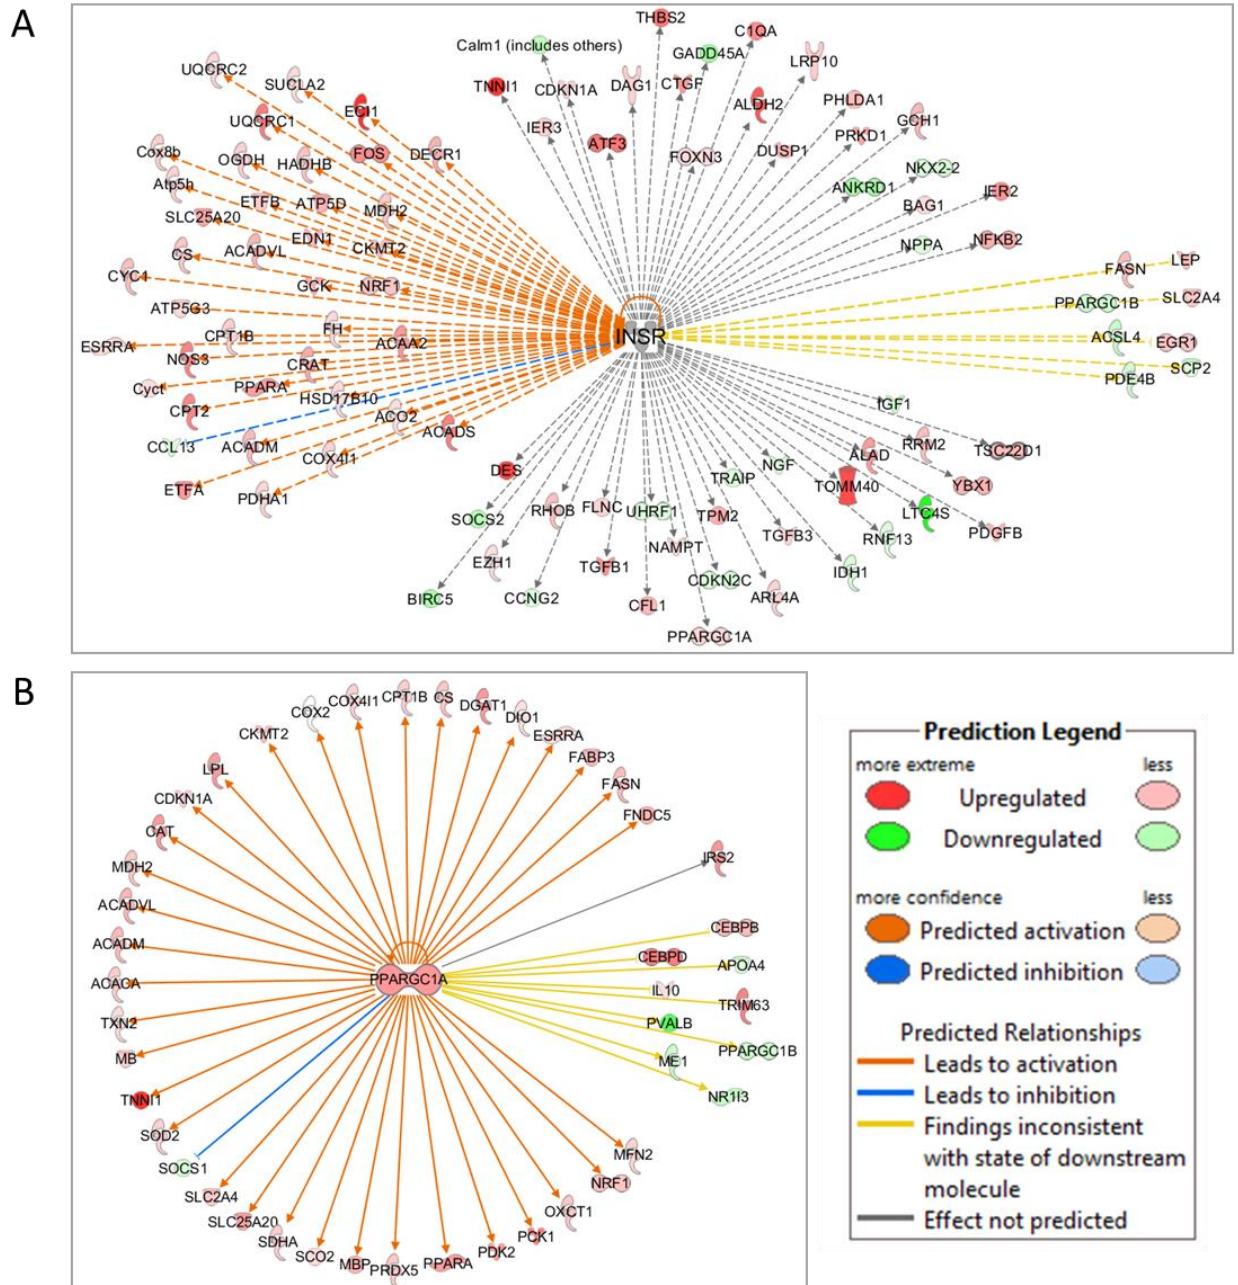 A
THBS2
C1QA
Calm1 (includes others)
GADD45A
LRP10
UQCRC2
SUCLA2
TNNI1
CDKN1A
DAG1
CTGF
ECI1
ALDH2
PHLDA1
GCH1
UQCRC1
IER3
PRKD1
ATF3
FOS
DECR1
FOXN3
DUSP1
Cox8b
OGDH
HADHB
NKX2-2
Atp5h
ANKRD1
IER2
ETFB
ATP5D
MDH2
BAG1
SLC25A20
EDN1
NPPA
NFKB2
CS
ACADVL
CKMT2
LEP
FASN
CYC1
GCK
NRF1
SLC2A4
PPARGC1B
ATP5G3
FH
INSR
CPT1B
ACAA2
ACSL4
EGR1
ESRRA
NOS3
CRAT
SCP2
Cyct
PPARA
PDE4B
HSD17B10
CPT2
ACO2
IGF1
ACADS
CCL13
ACADM
RRM2
TSC22D1
COX4I1
ALAD
NGF
DES
TRAIP
ETFA
TOMM40
YBX1
PDHA1
RHOB
FLNC
UHRF1
TPM2
LTC4S
SOCS2
PDGFB
TGFB3
RNF13
NAMPT
EZH1
TGFB1
IDH1
CDKN2C
BIRC5
CCNG2
CFL1
ARL4A
PPARGC1A
B
COX4I1
CPT1B
CS
DGAT1
COX2
DIO1
CKMT2
ESRRA
FABP3
LPL
FASN
CDKN1A
FNDC5
CAT
IRS2
MDH2
ACADVL
CEBPB
ACADM
CEBPD
APOA4
PPARGC1A
ACACA
IL10
TRIM63
TXN2
PVALB
MB
PPARGC1B
ME1
TNNI1
NR1I3
SOD2
MFN2
SOCS1
NRF1
SLC2A4
OXCT1
SLC25A20
PCK1
SDHA
PDK2
SCO2
MBP
PRDX5
PPARA
Prediction Legend
more extreme less
Upregulated
Downregulated
more confidence less
Predicted activation
Predicted inhibition
Predicted Relationships
Leads to activation
Leads to inhibition
Findings inconsistent
with state of downstream
molecule
Effect not predicted